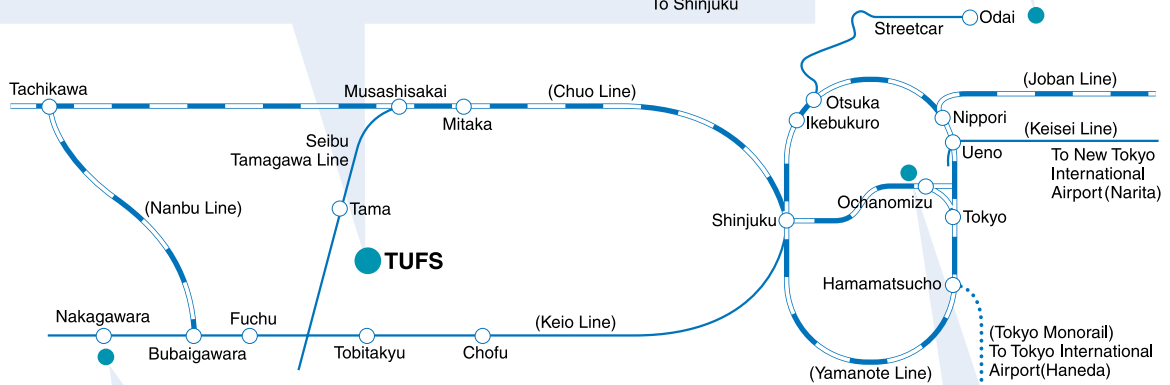 To Shinjuku
Odai
Streetcar
Tachikawa
Musashisakai
(Chuo Line)
(Joban Line)
Mitaka
Otsuka
Ikebukuro
Nippori
(Keisei Line)
Seibu
Tamagawa Line
Ueno
To New Tokyo
International
Airport(Narita)
(Nanbu Line)
Tama
Ochanomizu
Shinjuku
Tokyo
TUFS
Hamamatsucho
Nakagawara
Fuchu
(Keio Line)
Bubaigawara
Tobitakyu
Chofu
(Tokyo Monorail)
To Tokyo International
Airport(Haneda)
(Yamanote Line)